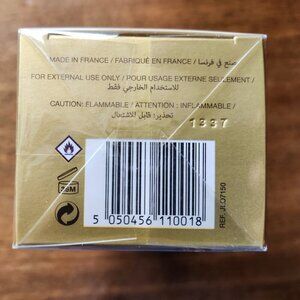 MADE IN FRANCE / FABRIQUÉ EN FRANCE / صنع في فرنسا
FOR EXTERNAL USE ONLY / POUR USAGE EXTERNE SEULEMENT /
للاستخدام الخارجي فقط
CAUTION: FLAMMABLE / ATTENTION : INFLAMMABLE /
تحذير: قابل للاشتعال
1337
5 050456 110018
REF. JLO7150